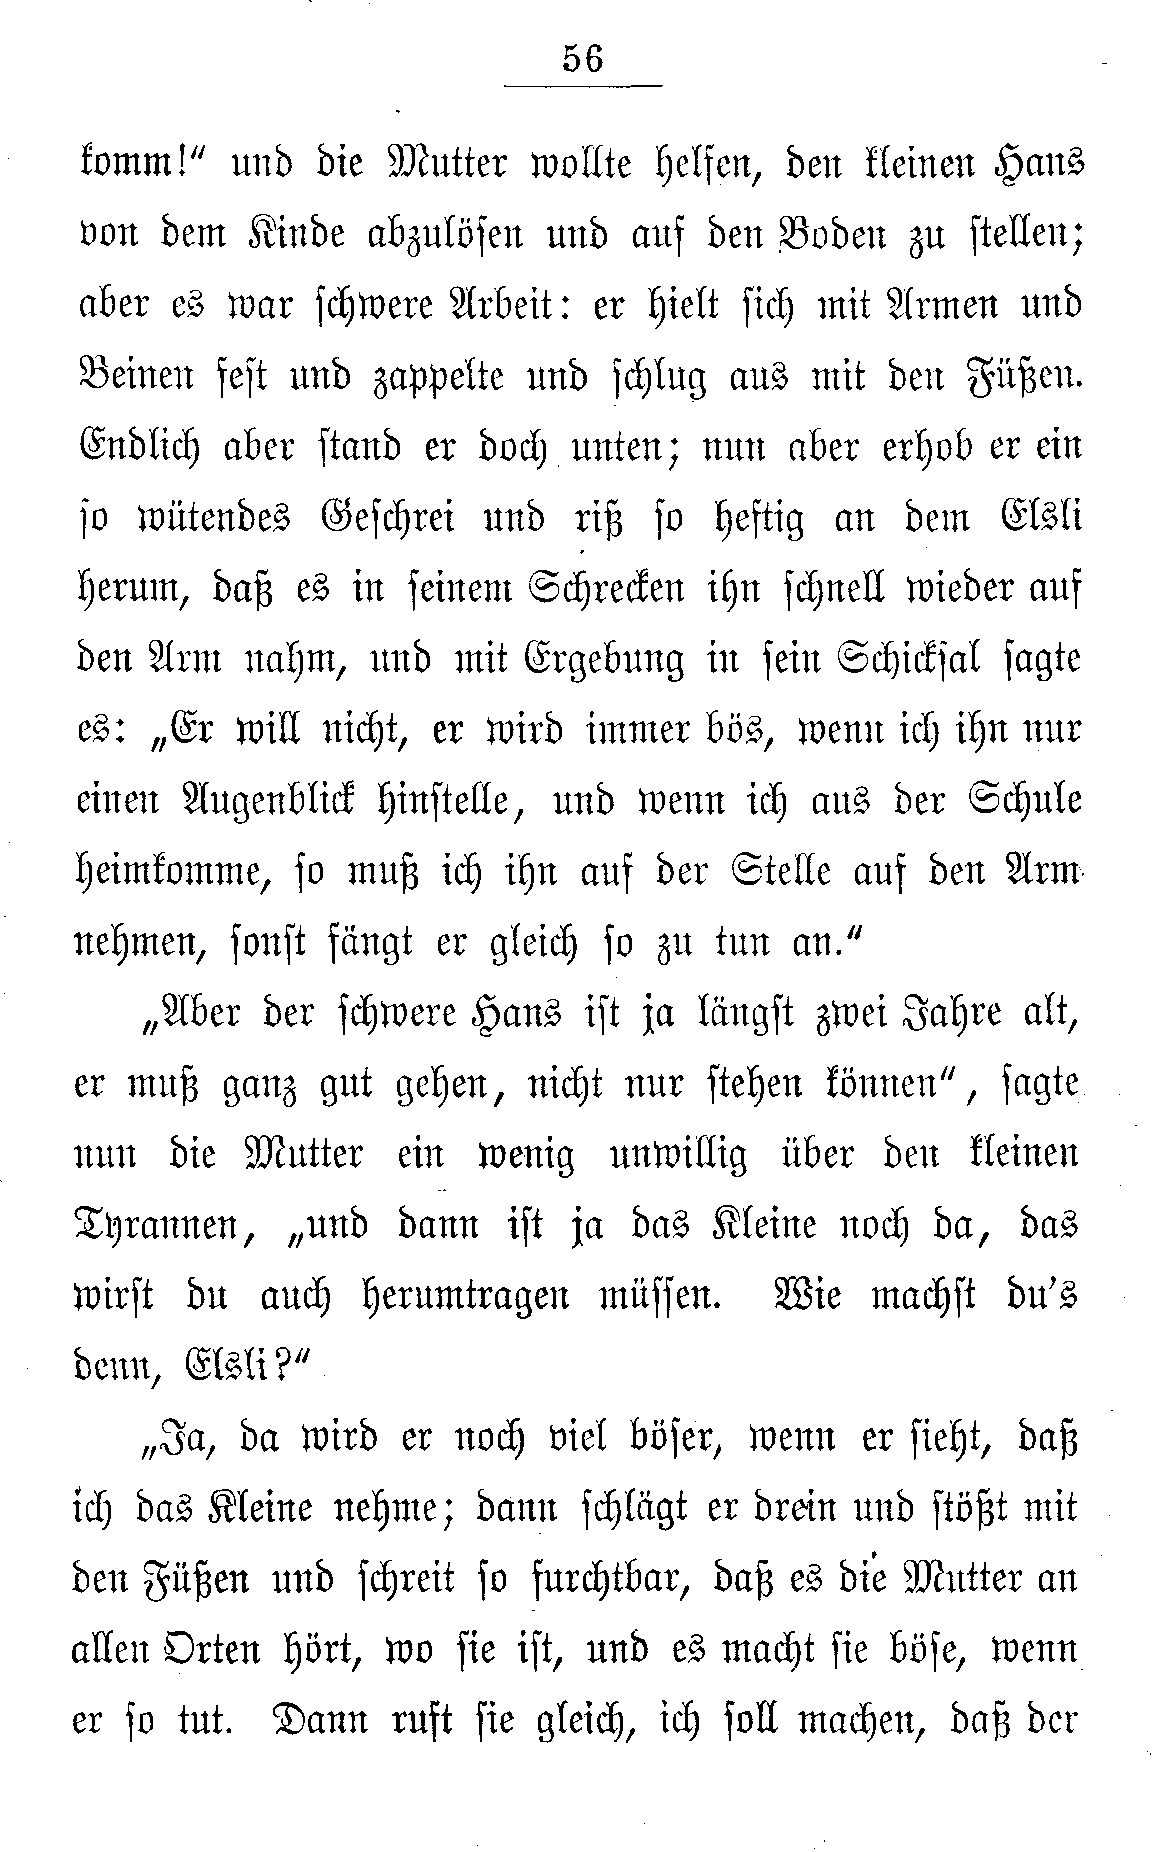 56
komm!“ und die Mutter wollte helfen, den kleinen Hans
von dem Kinde abzulösen und auf den Boden zu stellen;
aber es war schwere Arbeit: er hielt sich mit Armen und
Beinen fest und zappelte und schlug aus mit den Füßen.
Endlich aber stand er doch unten; nun aber erhob er ein
so wütendes Geschrei und riß so heftig an dem Elsli
herum, daß es in seinem Schrecken ihn schnell wieder auf
den Arm nahm, und mit Ergebung in sein Schicksal sagte
es: „Er will nicht, er wird immer bös, wenn ich ihn nur
einen Augenblick hinstelle, und wenn ich aus der Schule
heimkomme, so muß ich ihn auf der Stelle auf den Arm
nehmen, sonst fängt er gleich so zu tun an.“
„Aber der schwere Hans ist ja längst zwei Jahre alt,
er muß ganz gut gehen, nicht nur stehen können“, sagte
nun die Mutter ein wenig unwillig über den kleinen
Tyrannen, „und dann ist ja das Kleine noch da, das
wirst du auch herumtragen müssen. Wie machst du's
denn, Elsli?“
„Ja, da wird er noch viel böser, wenn er sieht, daß
ich das Kleine nehme; dann schlägt er drein und stößt mit
den Füßen und schreit so furchtbar, daß es die Mutter an
allen Orten hört, wo sie ist, und es macht sie böse, wenn
er so tut. Dann ruft sie gleich, ich soll machen, daß der